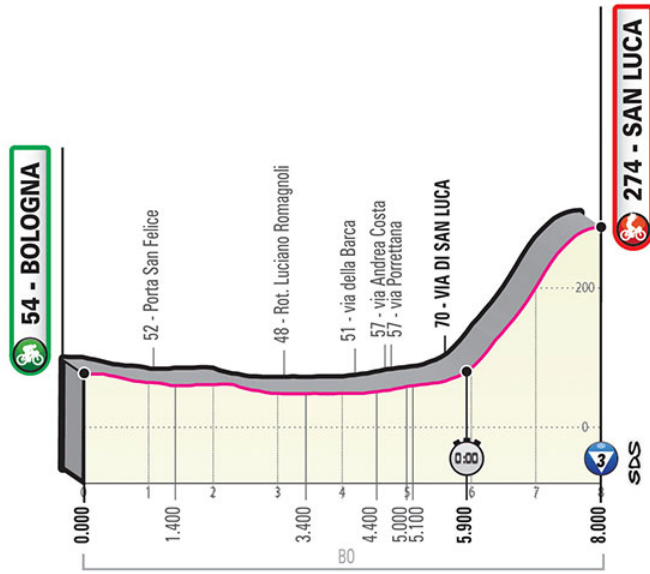 54 - BOLOGNA
52 - Porta San Felice
48 - Rot. Luciano Romagnoli
51 - via della Barca
57 - via Andrea Costa
57 - via Porrettana
70 - VIA DI SAN LUCA
274 - SAN LUCA
200
0
0:00
3
SDS
0 1 2 3 4 5 6 7 8
0.000
1.400
3.400
4.400
5.000
5.100
5.900
8.000
BO